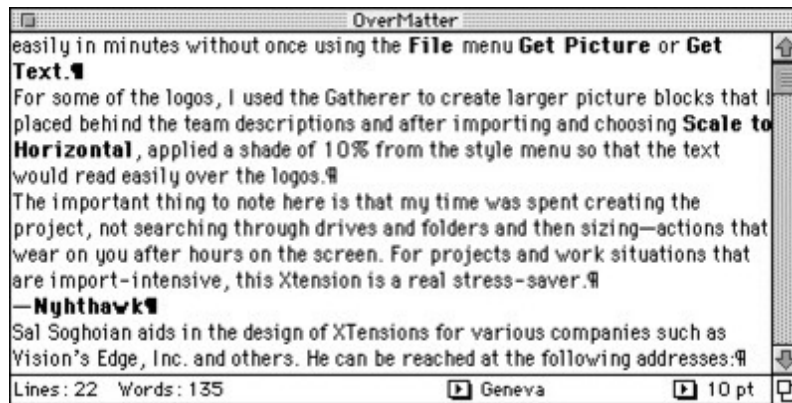 OverMatter
easily in minutes without once using the File menu Get Picture or Get
Text.¶
For some of the logos, I used the Gatherer to create larger picture blocks that I
placed behind the team descriptions and after importing and choosing Scale to
Horizontal, applied a shade of 10% from the style menu so that the text
would read easily over the logos.¶
The important thing to note here is that my time was spent creating the
project, not searching through drives and folders and then sizing—actions that
wear on you after hours on the screen. For projects and work situations that
are import-intensive, this Xtension is a real stress-saver.¶
—Nyhthawk¶
Sal Soghoian aids in the design of XTensions for various companies such as
Vision's Edge, Inc. and others. He can be reached at the following addresses:¶
Lines: 22 Words: 135 Geneva 10 pt